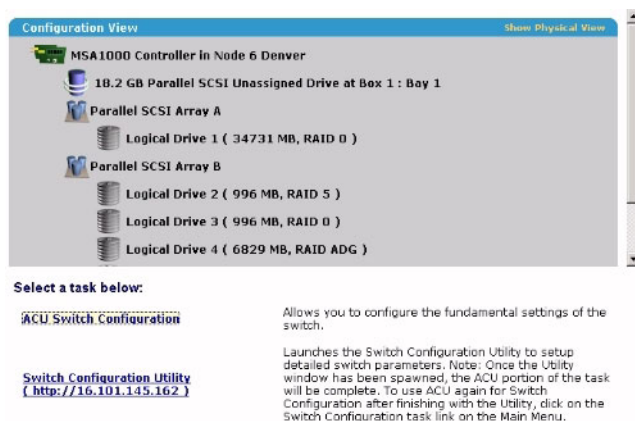 Configuration View
Show Physical View
MSA1000 Controller in Node 6 Denver
18.2 GB Parallel SCSI Unassigned Drive at Box 1 : Bay 1
Parallel SCSI Array A
Logical Drive 1 ( 34731 MB, RAID 0 )
Parallel SCSI Array B
Logical Drive 2 ( 996 MB, RAID 5 )
Logical Drive 3 ( 996 MB, RAID 0 )
Logical Drive 4 ( 6829 MB, RAID ADG )
Select a task below:
ACU Switch Configuration
Allows you to configure the fundamental settings of the
switch.
Switch Configuration Utility
( http://16.101.145.162 )
Launches the Switch Configuration Utility to setup
detailed switch parameters. Note: Once the Utility
window has been spawned, the ACU portion of the task
will be complete. To use ACU again for Switch
Configuration after finishing with the Utility, click on the
Switch Configuration task link on the Main Menu.